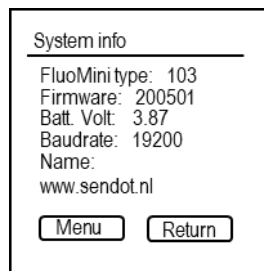 System info
FluoMini type: 103
Firmware: 200501
Batt. Volt: 3.87
Baudrate: 19200
Name:
www.sendot.nl
Menu Return